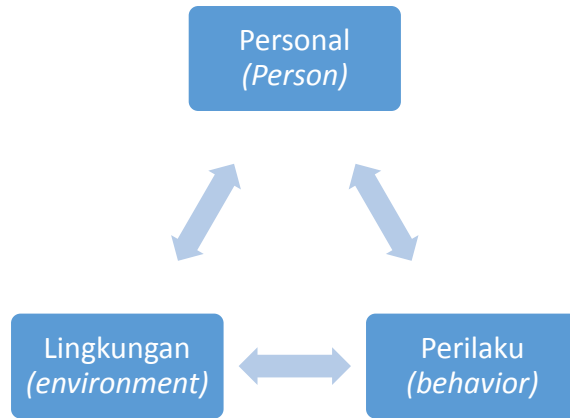 Personal
(Person)
Lingkungan
(environment)
Perilaku
(behavior)